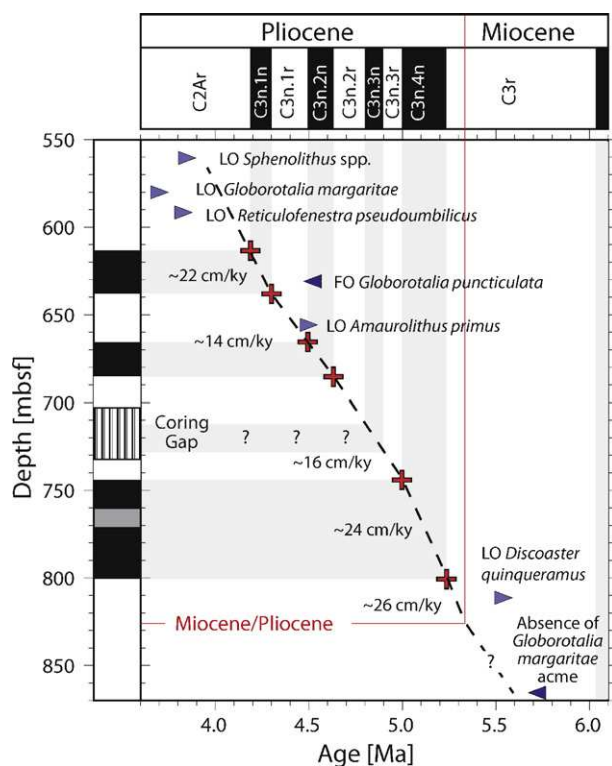 Pliocene Miocene
C2Ar
C3n.1n
C3n.1r
C3n.2n
C3n.2r
C3n.3n
C3n.3r
C3n.4n
C3r
550
600
650
700
750
800
850
Depth [mbsf]
LO Sphenolithus spp.
LO Globorotalia margaritae
LO Reticulofenestra pseudoumbilicus
~22 cm/ky
FO Globorotalia puncticulata
~14 cm/ky
LO Amaurolithus primus
Coring
Gap
? ? ?
~16 cm/ky
~24 cm/ky
LO Discoaster
quinqueramus
~26 cm/ky
Miocene/Pliocene
Absence of
Globorotalia
margaritae
acme
?
4.0 4.5 5.0 5.5 6.0
Age [Ma]